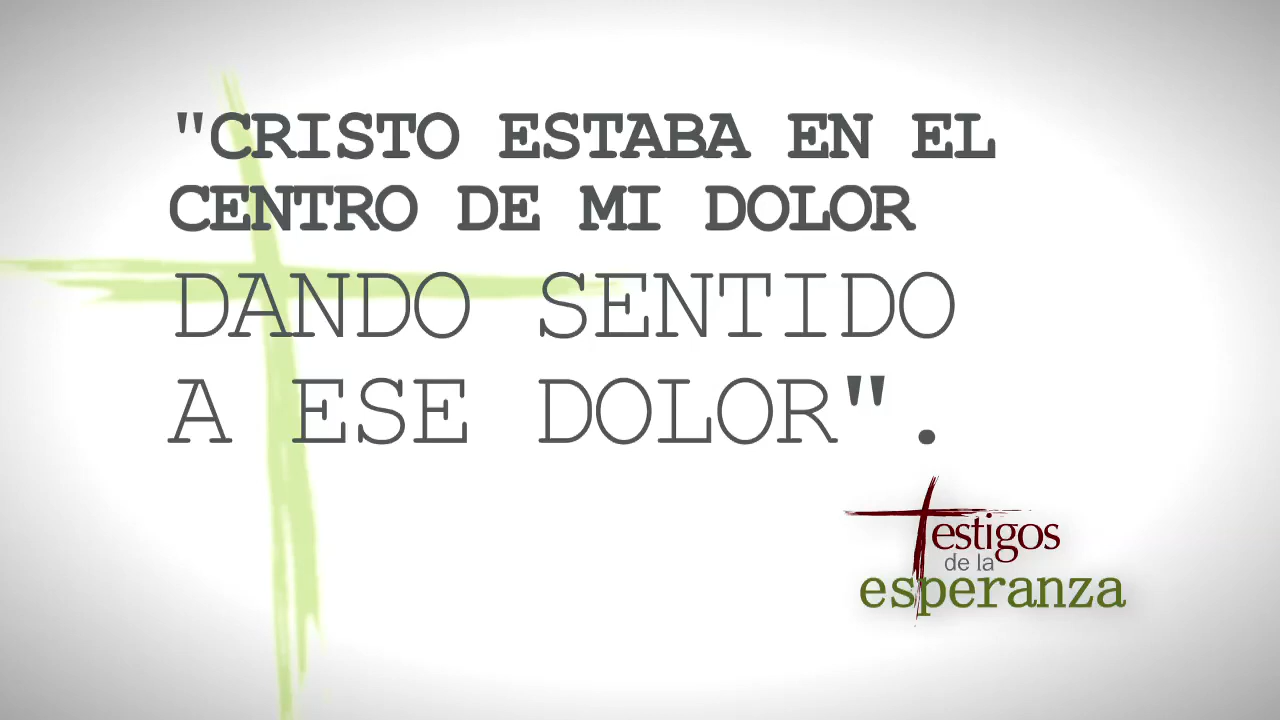 "CRISTO ESTABA EN EL
CENTRO DE MI DOLOR
DANDO SENTIDO
A ESE DOLOR".
testigos
de la
esperanza